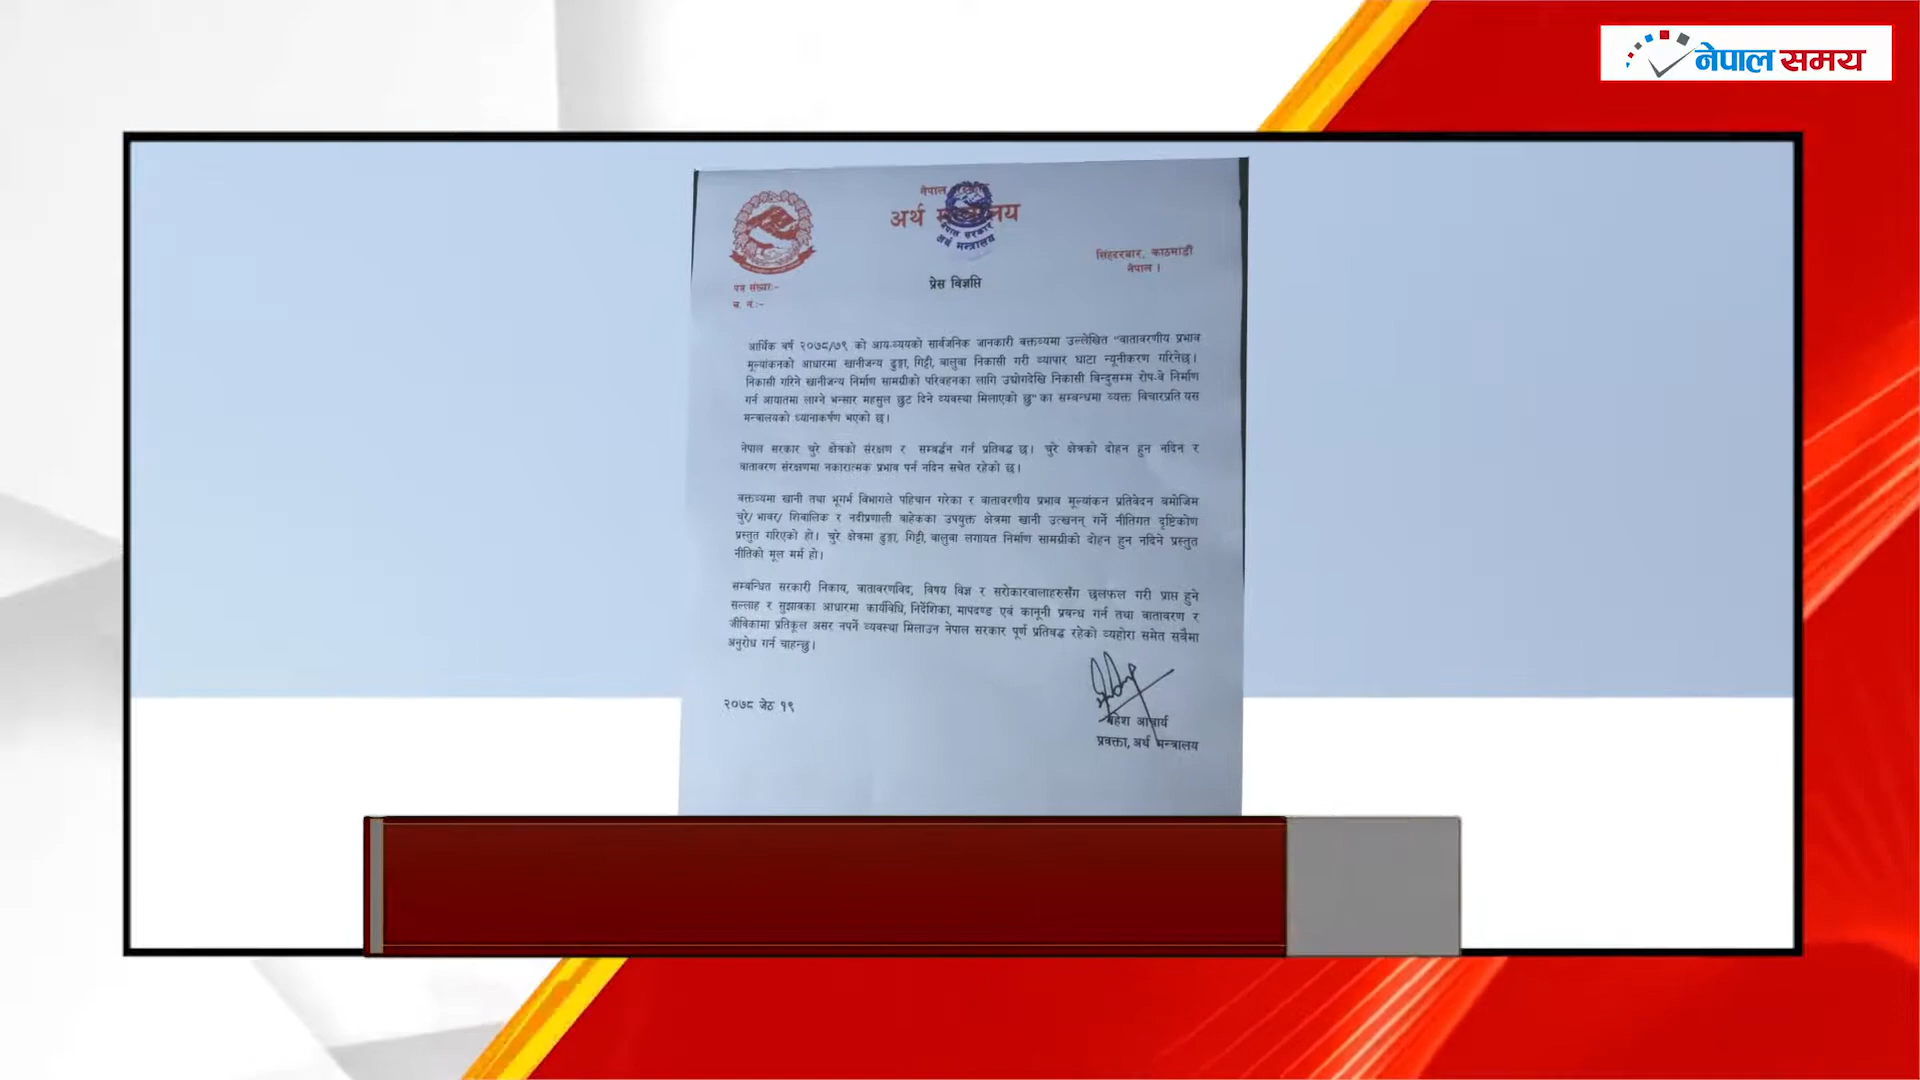 नेपाल समय
नेपाल सरकार
अर्थ मन्त्रालय
नेपाल सरकार
अर्थ मन्त्रालय
सिंहदरबार, काठमाडौं
नेपाल ।
प्रेस विज्ञप्ति
पत्र संख्याः-
च. नं.:-
आर्थिक वर्ष २०७८/७९ को आय-व्ययको सार्वजनिक जानकारी वक्तव्यमा उल्लेखित "वातावरणीय प्रभाव
मूल्यांकनको आधारमा खानीजन्य ढुङ्गा, गिट्टी, बालुवा निकासी गरी व्यापार घाटा न्यूनीकरण गरिनेछ।
निकासी गरिने खानीजन्य निर्माण सामग्रीको परिवहनका लागि उद्योगदेखि निकासी बिन्दुसम्म रोप-वे निर्माण
गर्न आयातमा लाग्ने भन्सार महसुल छुट दिने व्यवस्था मिलाएको छु" का सम्बन्धमा व्यक्त विचारप्रति यस
मन्त्रालयको ध्यानाकर्षण भएको छ।
नेपाल सरकार चुरे क्षेत्रको संरक्षण र सम्बर्द्धन गर्न प्रतिबद्ध छ। चुरे क्षेत्रको दोहन हुन नदिन र
वातावरण संरक्षणमा नकारात्मक प्रभाव पर्न नदिन सचेत रहेको छ।
वक्तव्यमा खानी तथा भूगर्भ विभागले पहिचान गरेका र वातावरणीय प्रभाव मूल्यांकन प्रतिवेदन बमोजिम
चुरे/ भावर/ शिवालिक र नदीप्रणाली बाहेकका उपयुक्त क्षेत्रमा खानी उत्खनन् गर्ने नीतिगत दृष्टिकोण
प्रस्तुत गरिएको हो। चुरे क्षेत्रमा ढुङ्गा, गिट्टी, बालुवा लगायत निर्माण सामग्रीको दोहन हुन नदिने प्रस्तुत
नीतिको मूल मर्म हो।
सम्बन्धित सरकारी निकाय, वातावरणविद, विषय विज्ञ र सरोकारवालाहरुसँग छलफल गरी प्राप्त हुने
सल्लाह र सुझावका आधारमा कार्यविधि, निर्देशिका, मापदण्ड एवं कानूनी प्रबन्ध गर्न तथा वातावरण र
जीविकामा प्रतिकूल असर नपर्ने व्यवस्था मिलाउन नेपाल सरकार पूर्ण प्रतिबद्ध रहेको व्यहोरा समेत सबैमा
अनुरोध गर्न चाहन्छु।
२०७८ जेठ १९
महेश आचार्य
प्रवक्ता, अर्थ मन्त्रालय